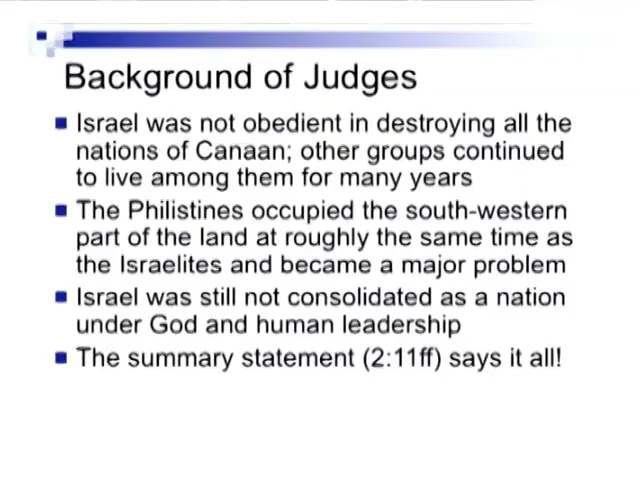 Background of Judges
Israel was not obedient in destroying all the
nations of Canaan; other groups continued
to live among them for many years
The Philistines occupied the south-western
part of the land at roughly the same time as
the Israelites and became a major problem
Israel was still not consolidated as a nation
under God and human leadership
The summary statement (2:11ff) says it all!